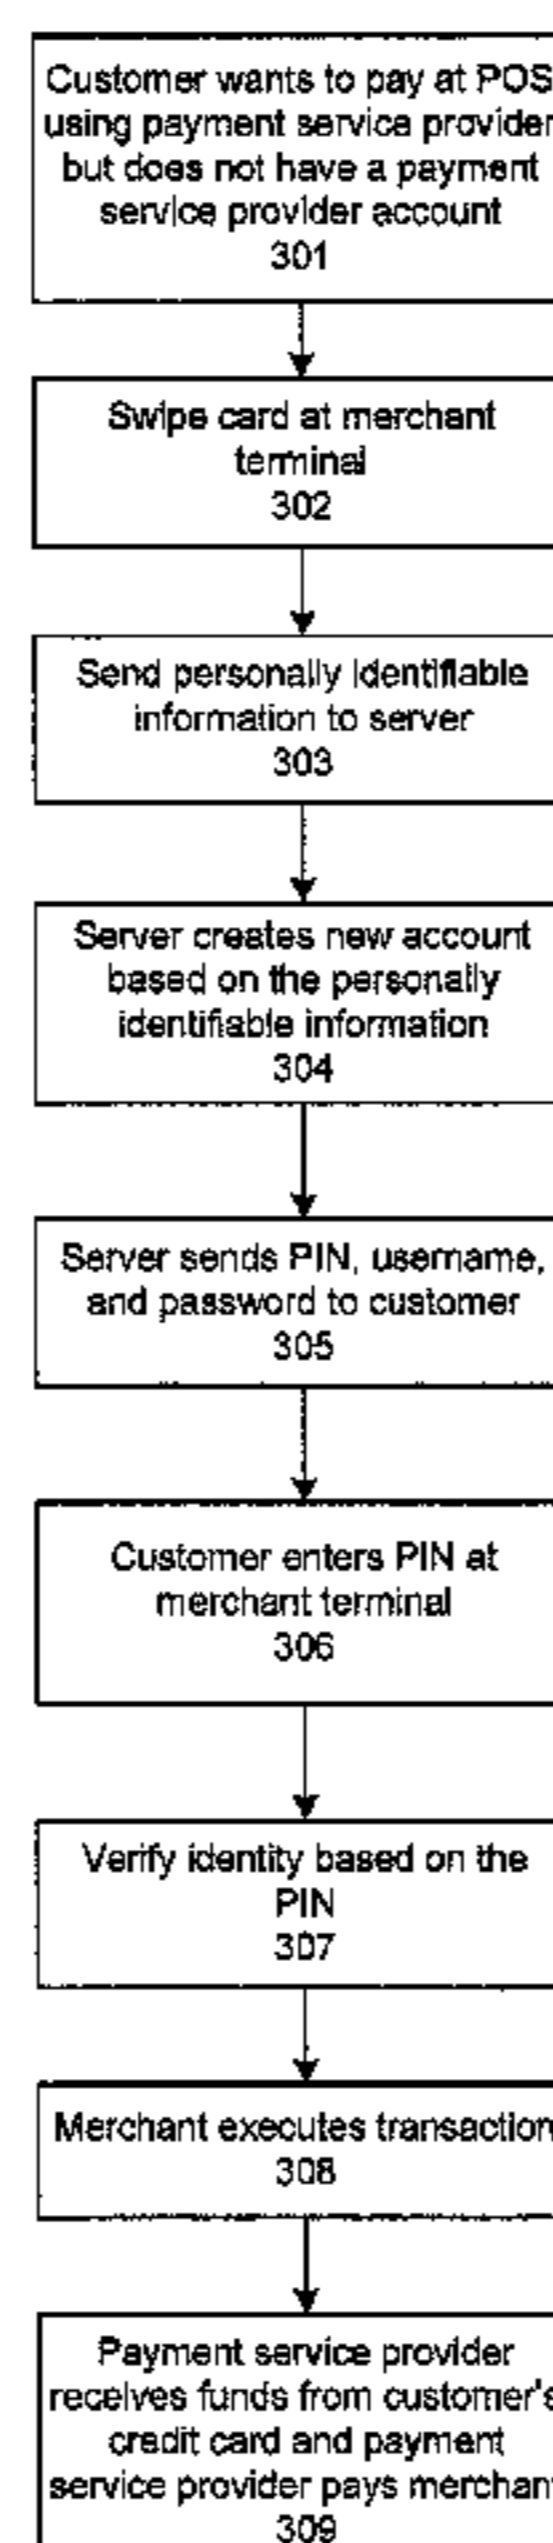 Customer wants to pay at POS
using payment service provider
but does not have a payment
service provider account
301
Swipe card at merchant
terminal
302
Send personally identifiable
information to server
303
Server creates new account
based on the personally
identifiable information
304
Server sends PIN, username,
and password to customer
305
Customer enters PIN at
merchant terminal
306
Verify identity based on the
PIN
307
Merchant executes transaction
308
Payment service provider
receives funds from customer's
credit card and payment
service provider pays merchant
309